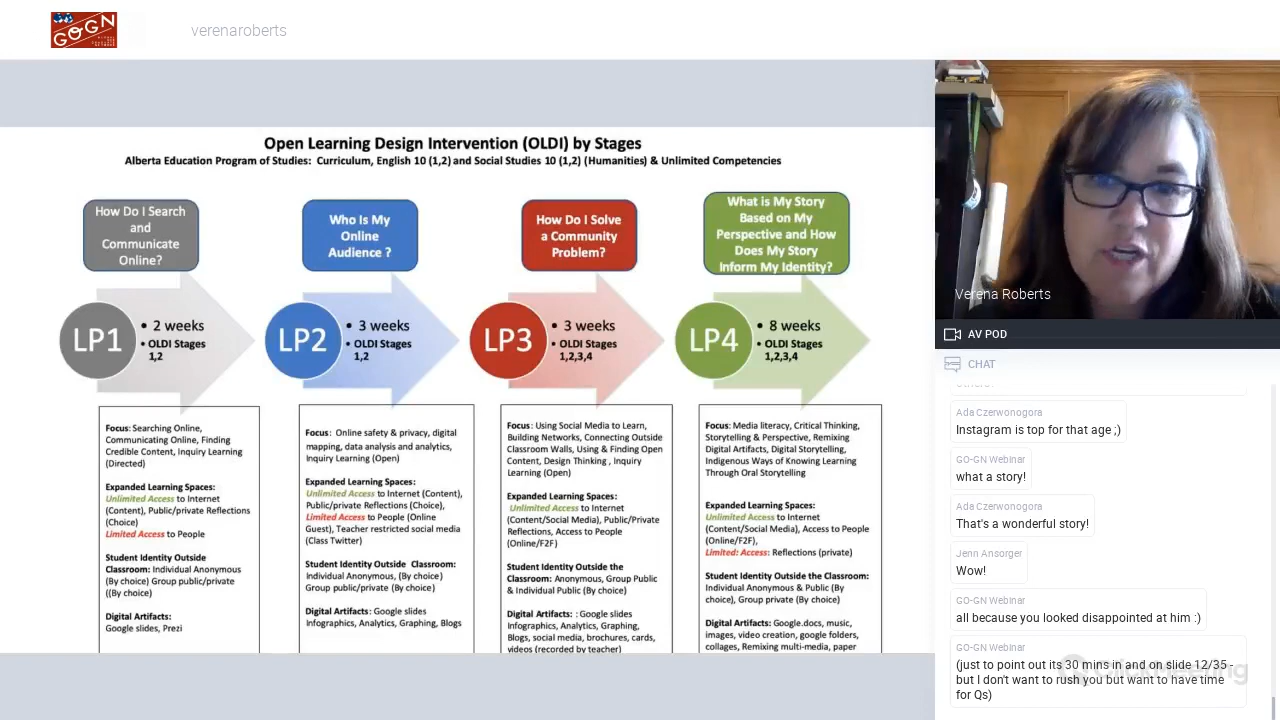 GOGN
verenaroberts
Open Learning Design Intervention (OLDI) by Stages
Alberta Education Program of Studies: Curriculum, English 10 (1,2) and Social Studies 10 (1,2) (Humanities) & Unlimited Competencies
How Do I Search
and
Communicate
Online?
LP1
• 2 weeks
• OLDI Stages
1,2
Focus: Searching Online,
Communicating Online, Finding
Credible Content, Inquiry Learning
(Directed)
Expanded Learning Spaces:
Unlimited Access to Internet
(Content), Public/private Reflections
(Choice)
Limited Access to People
Student Identity Outside
Classroom: Individual Anonymous
(By choice) Group public/private
((By choice)
Digital Artifacts:
Google slides, Prezi
Who Is My
Online
Audience ?
LP2
• 3 weeks
• OLDI Stages
1,2
Focus: Online safety & privacy, digital
mapping, data analysis and analytics,
Inquiry Learning (Open)
Expanded Learning Spaces:
Unlimited Access to Internet (Content),
Public/private Reflections (Choice),
Limited Access to People (Online
Guest), Teacher restricted social media
(Class Twitter)
Student Identity Outside Classroom:
Individual Anonymous, (By choice)
Group public/private (By choice)
Digital Artifacts: Google slides
Infographics, Analytics, Graphing, Blogs
How Do I Solve
a Community
Problem?
LP3
• 3 weeks
• OLDI Stages
1,2,3,4
Focus: Using Social Media to Learn,
Building Networks, Connecting Outside
Classroom Walls, Using & Finding Open
Content, Design Thinking , Inquiry
Learning (Open)
Expanded Learning Spaces:
Unlimited Access to Internet
(Content/Social Media), Public/Private
Reflections, Access to People
(Online/F2F)
Student Identity Outside the
Classroom: Anonymous, Group Public
& Individual Public (By choice)
Digital Artifacts: : Google slides
Infographics, Analytics, Graphing,
Blogs, social media, brochures, cards,
videos (recorded by teacher)
What is My Story
Based on My
Perspective and How
Does My Story
Inform My Identity?
LP4
• 8 weeks
• OLDI Stages
1,2,3,4
Focus: Media literacy, Critical Thinking,
Storytelling & Perspective, Remixing
Digital Artifacts, Digital Storytelling,
Indigenous Ways of Knowing Learning
Through Oral Storytelling
Expanded Learning Spaces:
Unlimited Access to Internet
(Content/Social Media), Access to People
(Online/F2F),
Limited: Access: Reflections (private)
Student Identity Outside the Classroom:
Individual Anonymous & Public (By
choice), Group private (By choice)
Digital Artifacts: Google.docs, music,
images, video creation, google folders,
collages, Remixing multi-media, paper
Verena Roberts
AV POD
CHAT
Ada Czerwonogora
Instagram is top for that age ;)
GO-GN Webinar
what a story!
Ada Czerwonogora
That's a wonderful story!
Jenn Ansorger
Wow!
GO-GN Webinar
all because you looked disappointed at him :)
GO-GN Webinar
(just to point out its 30 mins in and on slide 12/35 -
but I don't want to rush you but want to have time
for Qs)
ClickMeeting